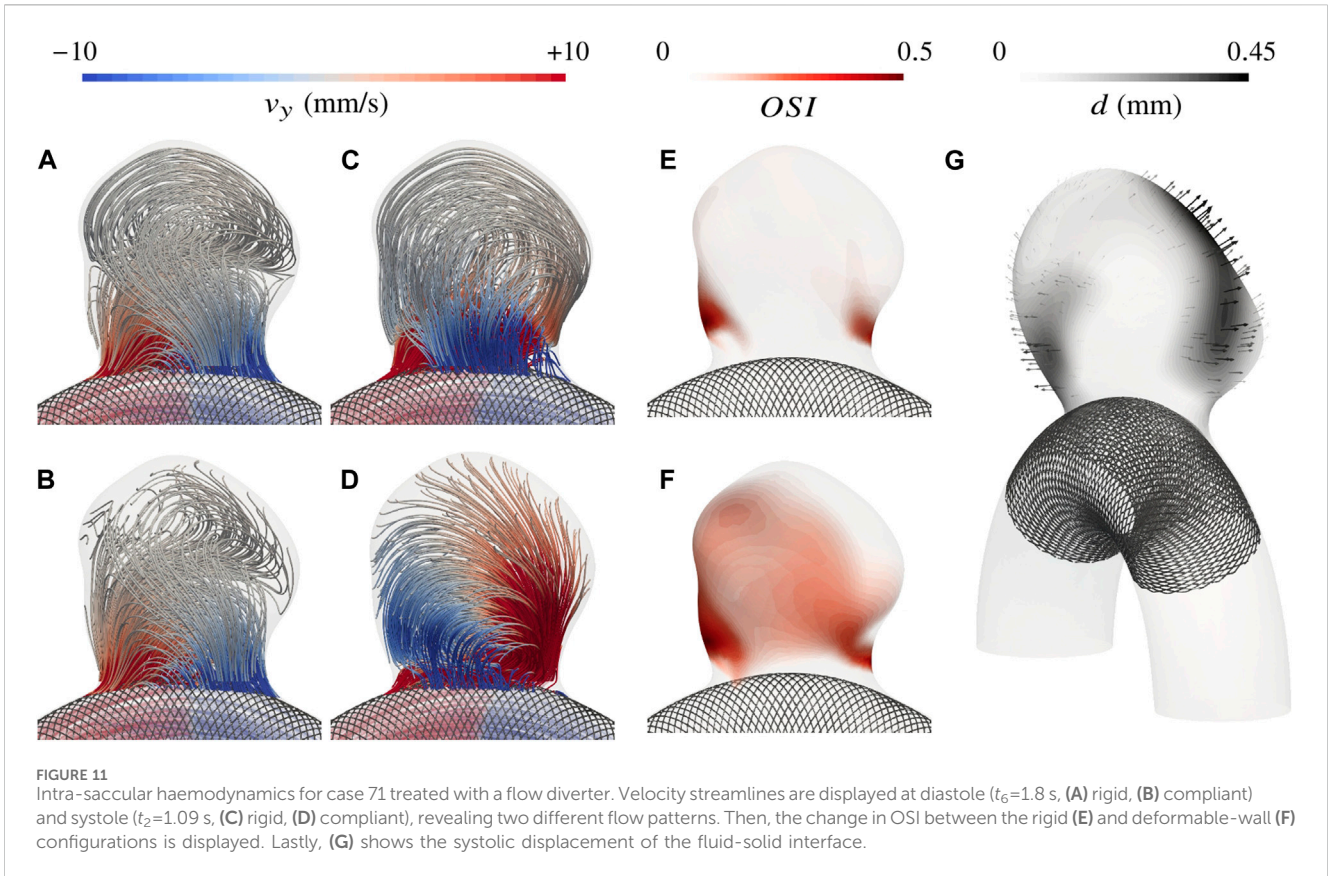 −10 +10
v_y (mm/s)
0 0.5
OSI
0 0.45
d (mm)
A
C
E
G
B
D
F
FIGURE 11
Intra-saccular haemodynamics for case 71 treated with a flow diverter. Velocity streamlines are displayed at diastole (t₆=1.8 s, (A) rigid, (B) compliant)
and systole (t₂=1.09 s, (C) rigid, (D) compliant), revealing two different flow patterns. Then, the change in OSI between the rigid (E) and deformable-wall (F)
configurations is displayed. Lastly, (G) shows the systolic displacement of the fluid-solid interface.